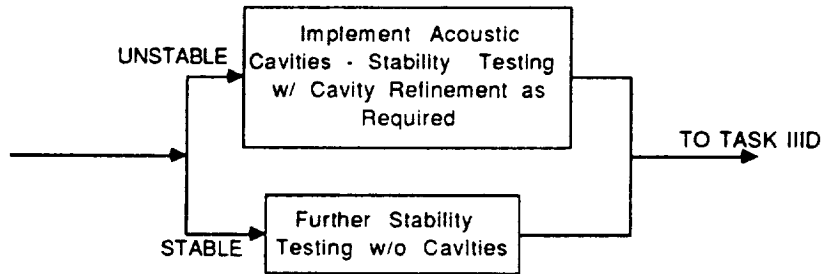 UNSTABLE
Implement Acoustic
Cavities - Stability Testing
w/ Cavity Refinement as
Required
TO TASK IIID
STABLE
Further Stability
Testing w/o Cavities